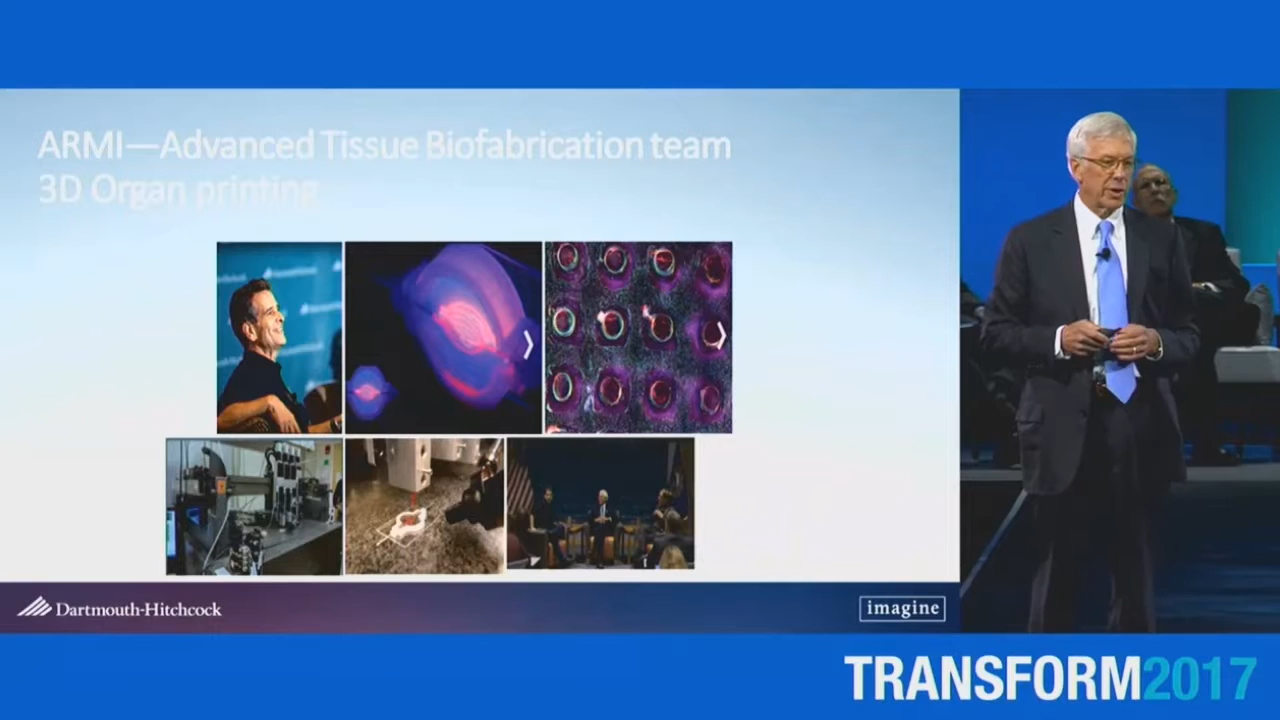 ARMI—Advanced Tissue Biofabrication team
3D Organ printing
Dartmouth-Hitchcock
imagine
TRANSFORM2017